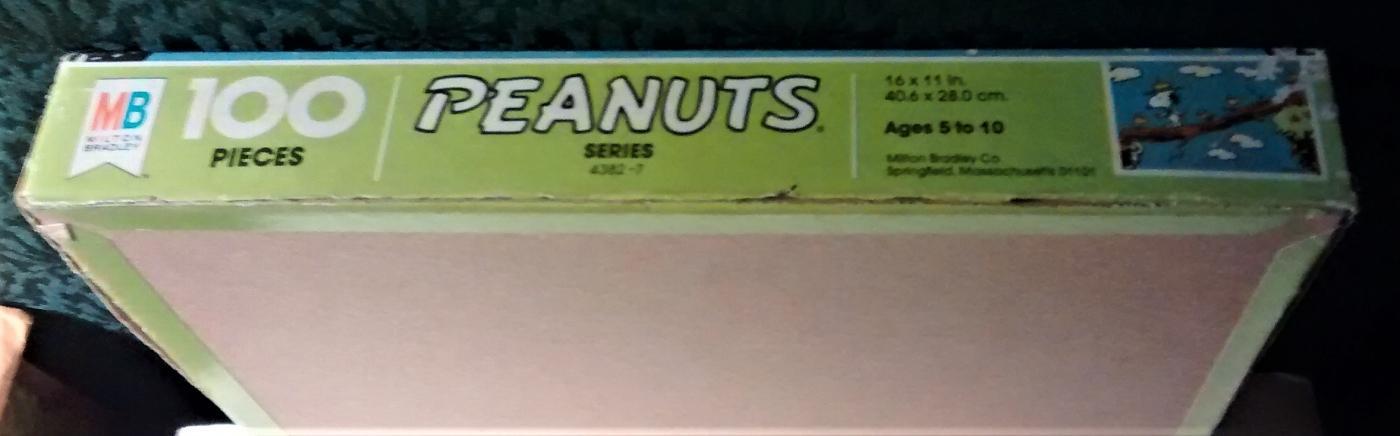 MB
MILTON
BRADLEY
™
100
PIECES
PEANUTS®
SERIES
4382-7
16 x 11 in.
40.6 x 28.0 cm.
Ages 5 to 10
Milton Bradley Co.
Springfield, Massachusetts 01101